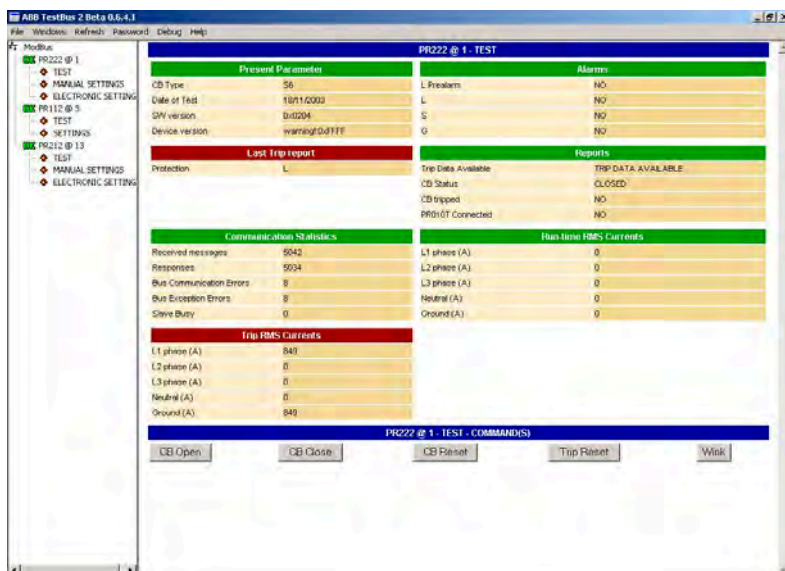 ABB TestBus 2 Beta 0.6.4.1
File Windows Refresh Password Debug Help
ModBus
PR222 @ 1
TEST
MANUAL SETTINGS
ELECTRONIC SETTING
PR112 @ 5
TEST
SETTINGS
PR212 @ 13
TEST
MANUAL SETTINGS
ELECTRONIC SETTING
PR222 @ 1 - TEST
Present Parameter
CB Type S6
Date of Test 18/11/2003
SW version 0x0204
Device version
Alarms
L Prealarm NO
L NO
S NO
G NO
Last Trip report
Protection L
Reports
Trip Data Available TRIP DATA AVAILABLE
CB Status CLOSED
CB tripped NO
PR010T Connected NO
Communication Statistics
Received messages 5042
Responses 5034
Bus Communication Errors 8
Bus Exception Errors 8
Slave Busy 0
Run-time RMS Currents
L1 phase (A) 0
L2 phase (A) 0
L3 phase (A) 0
Neutral (A) 0
Ground (A) 0
Trip RMS Currents
L1 phase (A) 849
L2 phase (A) 0
L3 phase (A) 0
Neutral (A) 0
Ground (A) 849
PR222 @ 1 - TEST - COMMAND(S)
CB Open CB Close CB Reset Trip Reset Wink